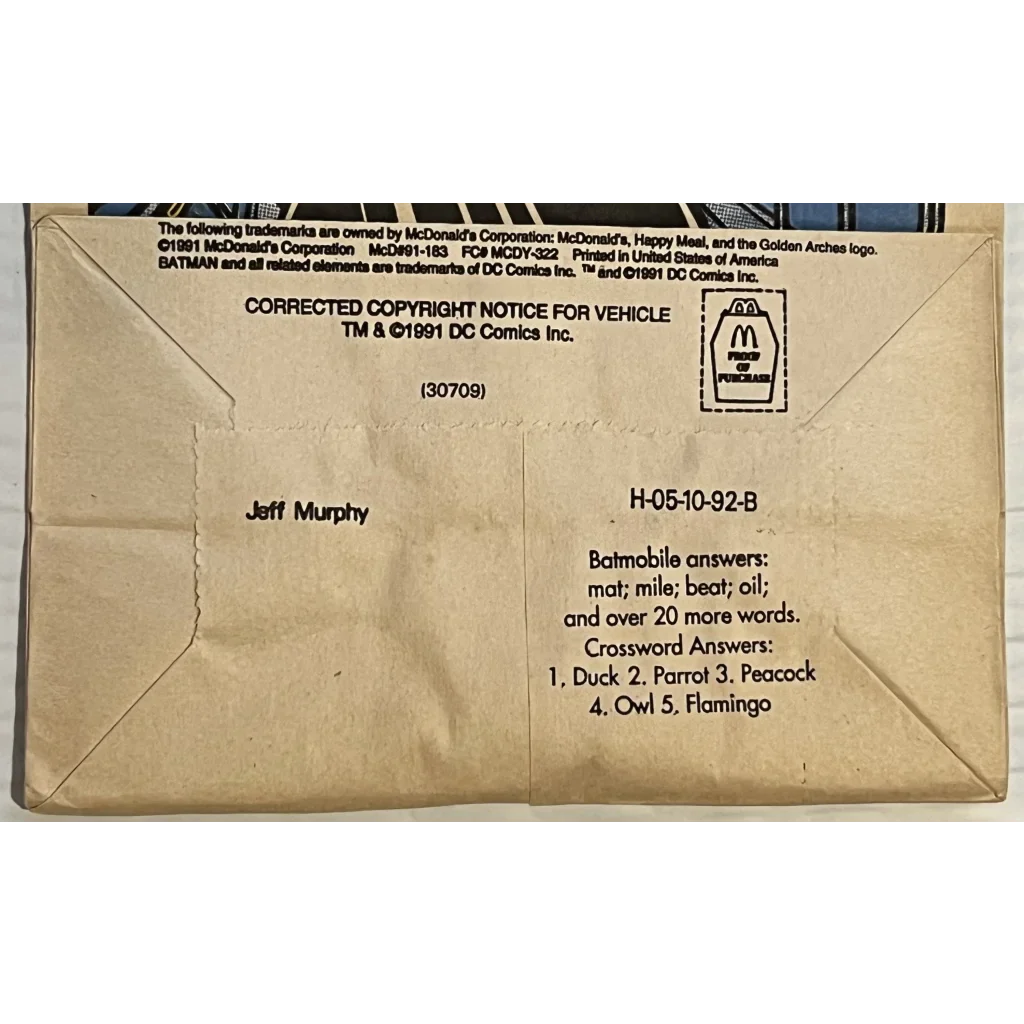 The following trademarks are owned by McDonald's Corporation: McDonald's, Happy Meal, and the Golden Arches logo.
©1991 McDonald's Corporation McD#91-183 FC# MCDY-322 Printed in United States of America
BATMAN and all related elements are trademarks of DC Comics Inc. ™ and ©1991 DC Comics Inc.
CORRECTED COPYRIGHT NOTICE FOR VEHICLE
TM & ©1991 DC Comics Inc.
PROOF
OF
PURCHASE
(30709)
Jeff Murphy
H-05-10-92-B
Batmobile answers:
mat; mile; beat; oil;
and over 20 more words.
Crossword Answers:
1, Duck 2. Parrot 3. Peacock
4. Owl 5, Flamingo